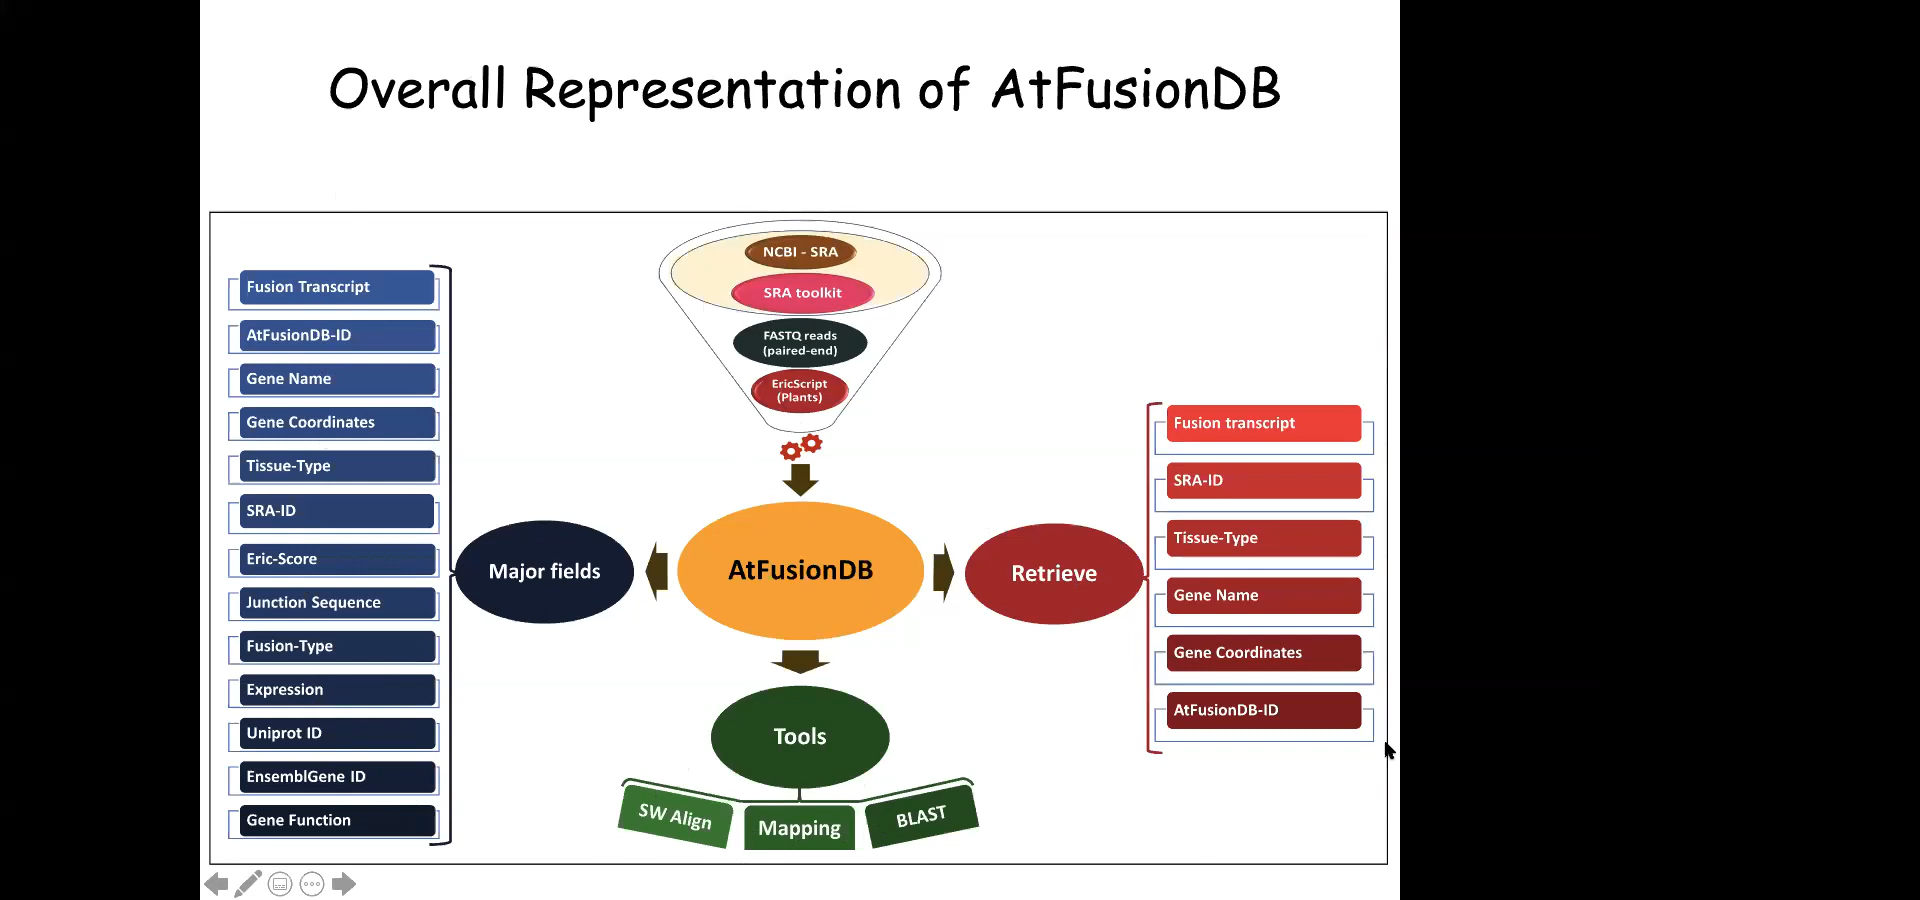 Overall Representation of AtFusionDB
NCBI - SRA
SRA toolkit
FASTQ reads
(paired-end)
EricScript
(Plants)
Fusion Transcript
AtFusionDB-ID
Gene Name
Gene Coordinates
Tissue-Type
SRA-ID
Eric-Score
Junction Sequence
Fusion-Type
Expression
Uniprot ID
EnsemblGene ID
Gene Function
Major fields
AtFusionDB
Retrieve
Fusion transcript
SRA-ID
Tissue-Type
Gene Name
Gene Coordinates
AtFusionDB-ID
Tools
SW Align
Mapping
BLAST